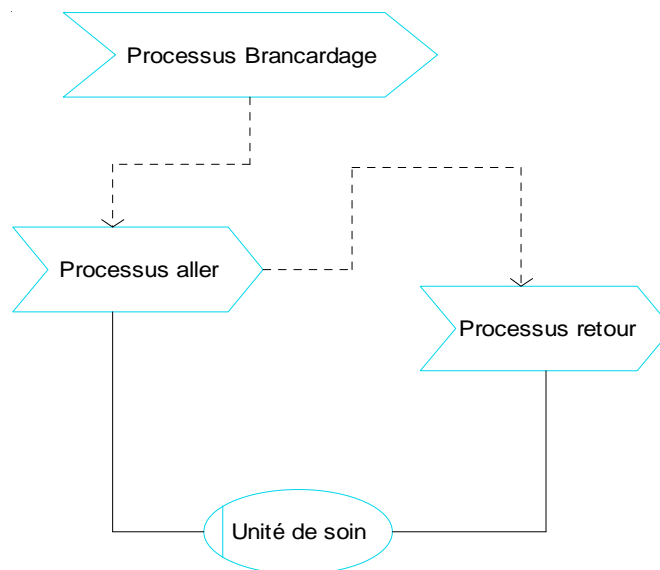 Processus Brancardage
Processus aller
Processus retour
Unité de soin